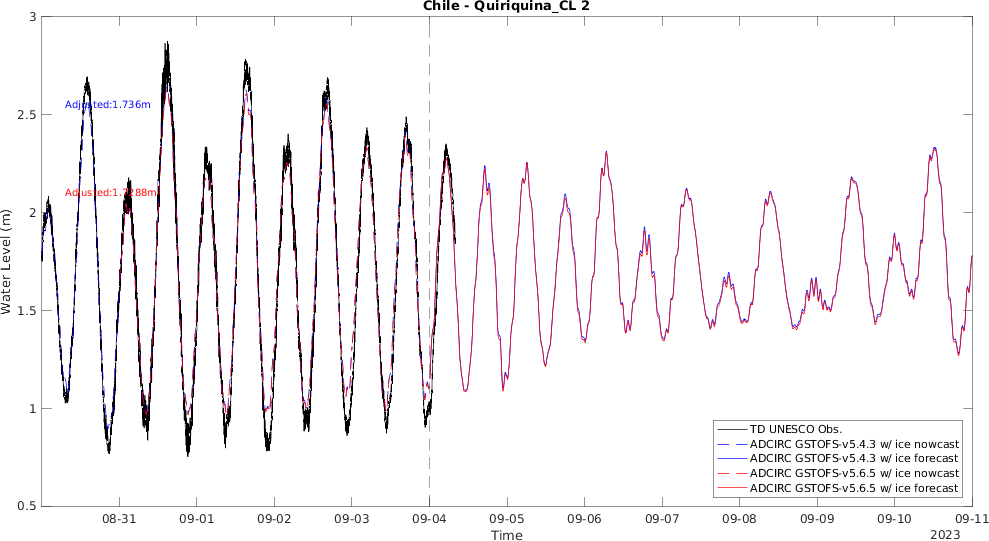 Chile - Quiriquina_CL 2
3
2.5
2
1.5
1
0.5
Water Level (m)
Adjusted:1.736m
Adjusted:1.7288m
TD UNESCO Obs.
ADCIRC GSTOFS-v5.4.3 w/ ice nowcast
ADCIRC GSTOFS-v5.4.3 w/ ice forecast
ADCIRC GSTOFS-v5.6.5 w/ ice nowcast
ADCIRC GSTOFS-v5.6.5 w/ ice forecast
08-31 09-01 09-02 09-03 09-04 09-05 09-06 09-07 09-08 09-09 09-10 09-11
Time
2023